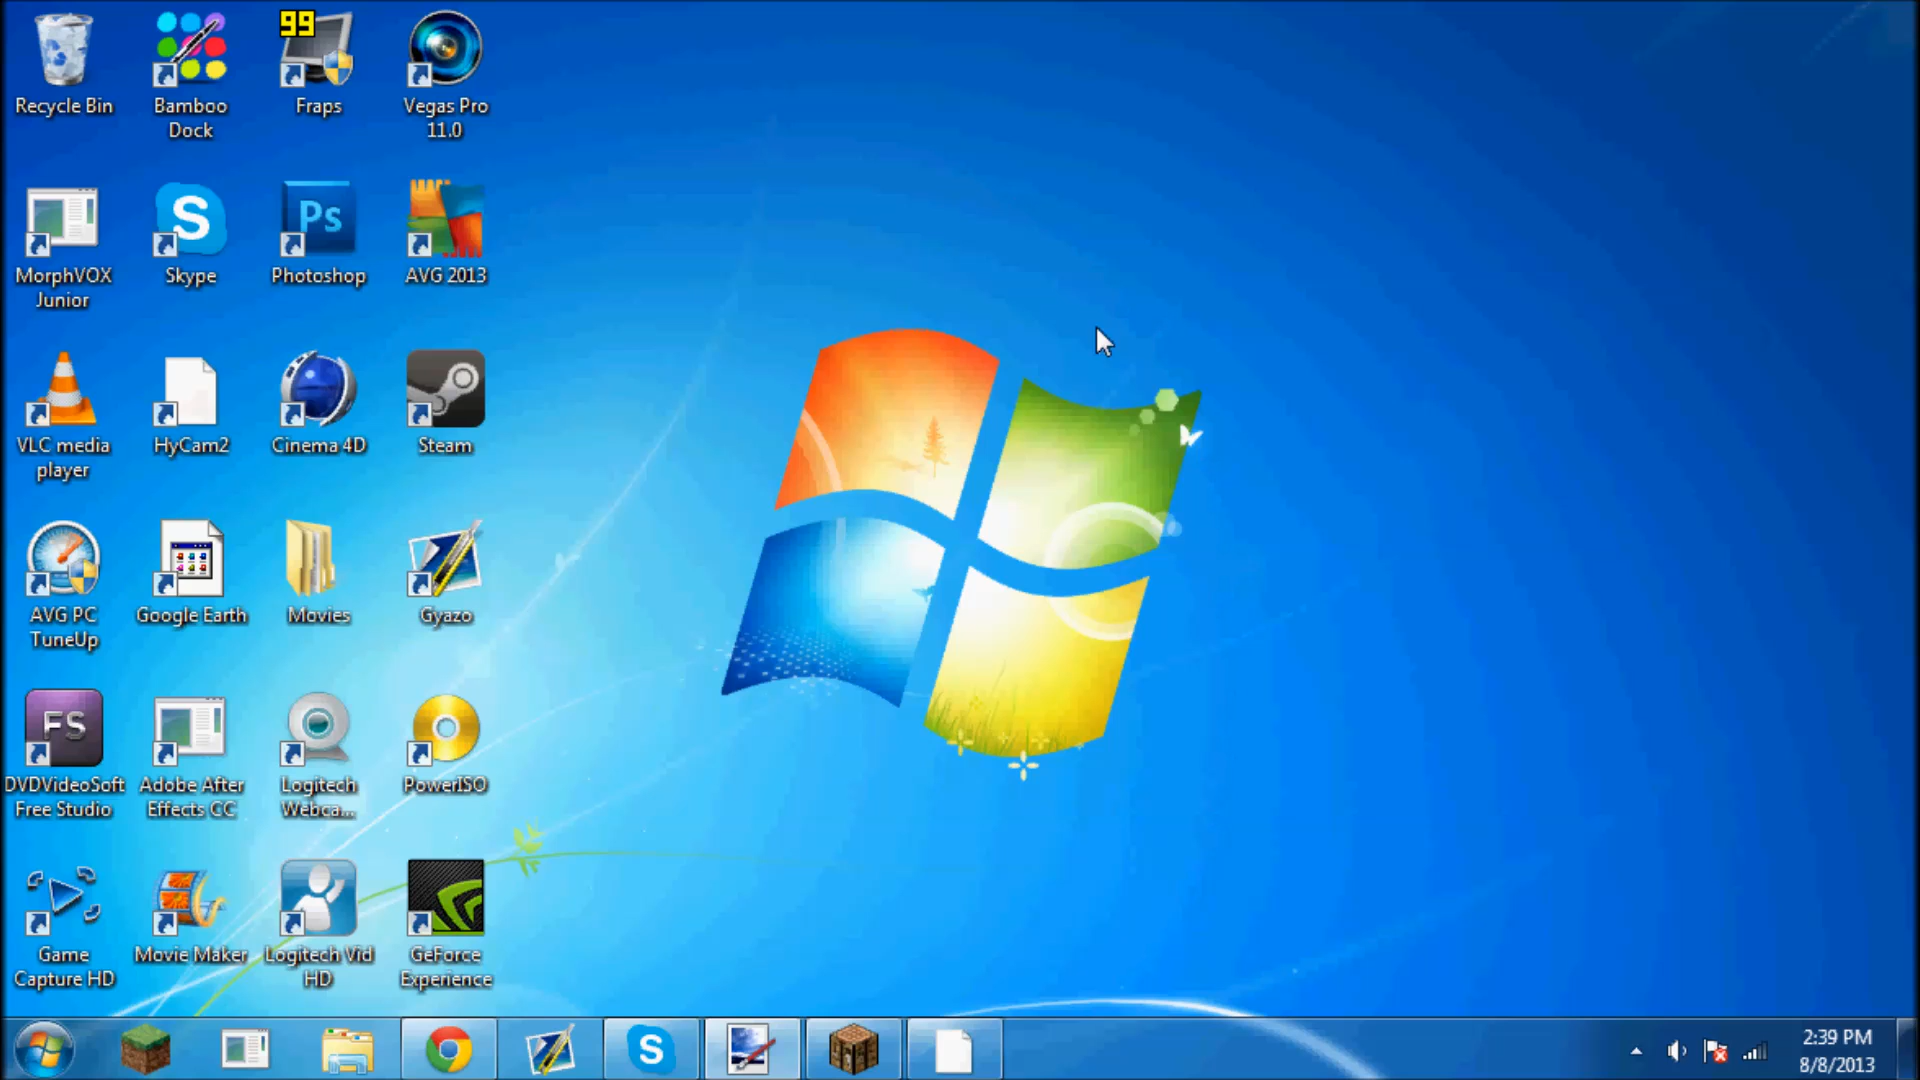 99
Recycle Bin
Bamboo
Dock
Fraps
Vegas Pro
11.0
MorphVOX
Junior
S
Skype
Ps
Photoshop
AVG 2013
VLC media
player
HyCam2
Cinema 4D
Steam
AVG PC
TuneUp
Google Earth
Movies
Gyazo
FS
DVDVideoSoft
Free Studio
Adobe After
Effects CC
Logitech
Webca...
PowerISO
Game
Capture HD
Movie Maker
Logitech Vid
HD
GeForce
Experience
S
2:39 PM
8/8/2013